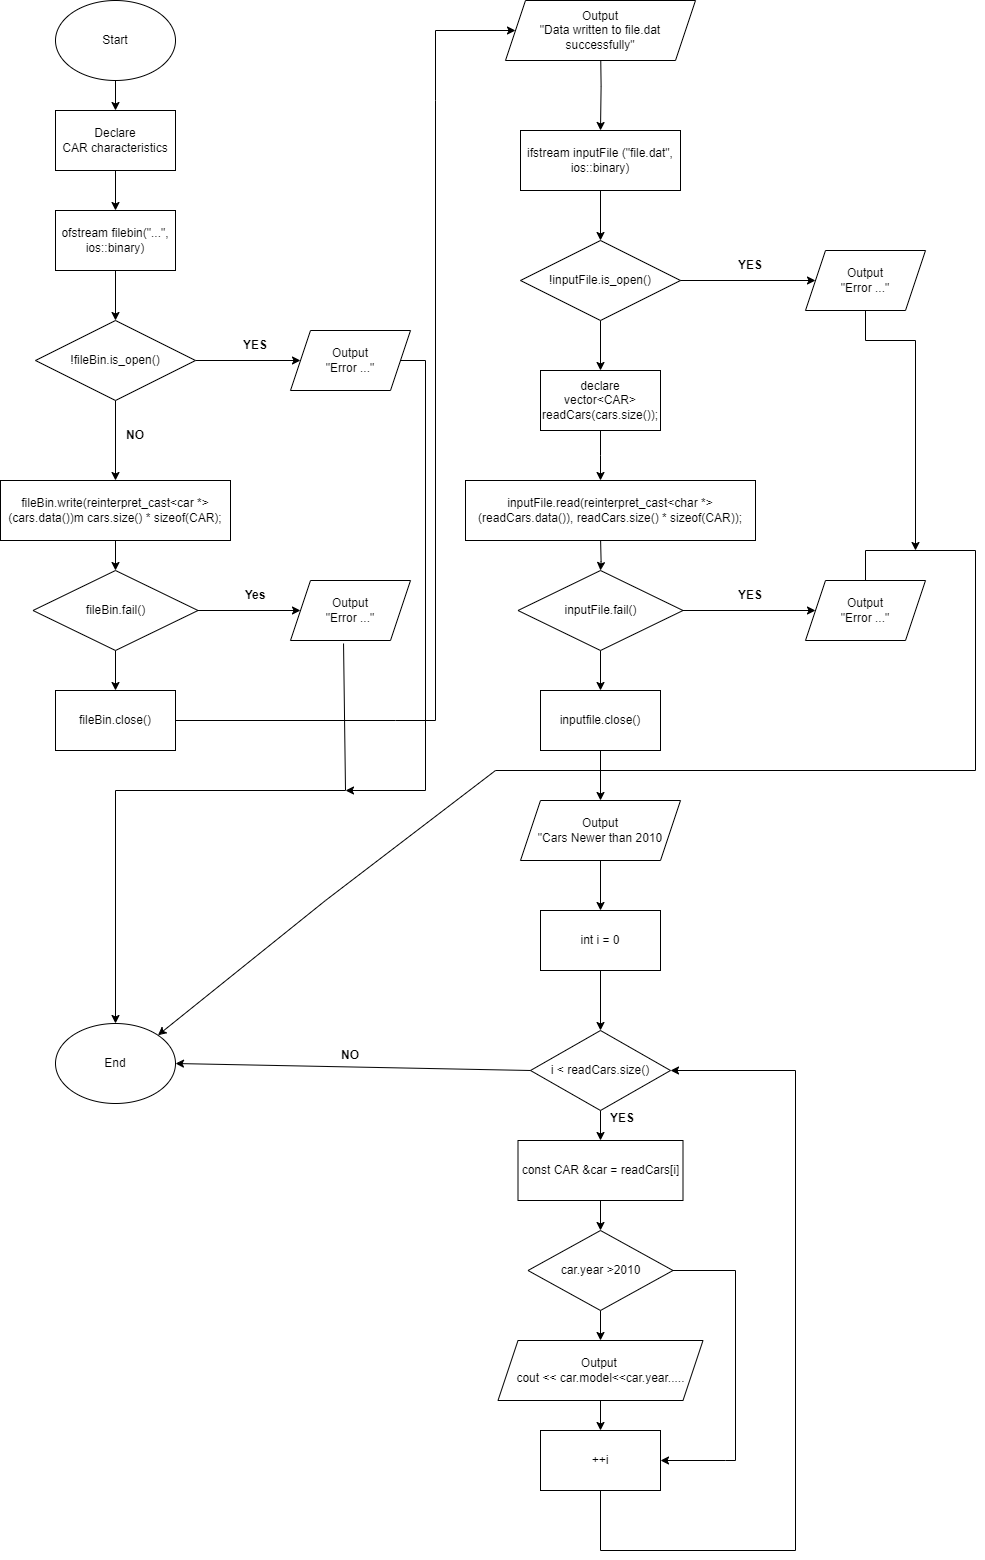 Start
Declare
CAR characteristics
ofstream filebin("...",
ios::binary)
!fileBin.is_open()
YES
Output
"Error ..."
NO
fileBin.write(reinterpret_cast<car *>
(cars.data())m cars.size() * sizeof(CAR);
fileBin.fail()
Yes
Output
"Error ..."
fileBin.close()
Output
"Data written to file.dat
successfully"
ifstream inputFile ("file.dat",
ios::binary)
!inputFile.is_open()
YES
Output
"Error ..."
declare
vector<CAR>
readCars(cars.size());
inputFile.read(reinterpret_cast<char *>
(readCars.data()), readCars.size() * sizeof(CAR));
inputFile.fail()
YES
Output
"Error ..."
inputfile.close()
Output
"Cars Newer than 2010
int i = 0
i < readCars.size()
NO
End
YES
const CAR &car = readCars[i]
car.year >2010
Output
cout << car.model<<car.year.....
++i